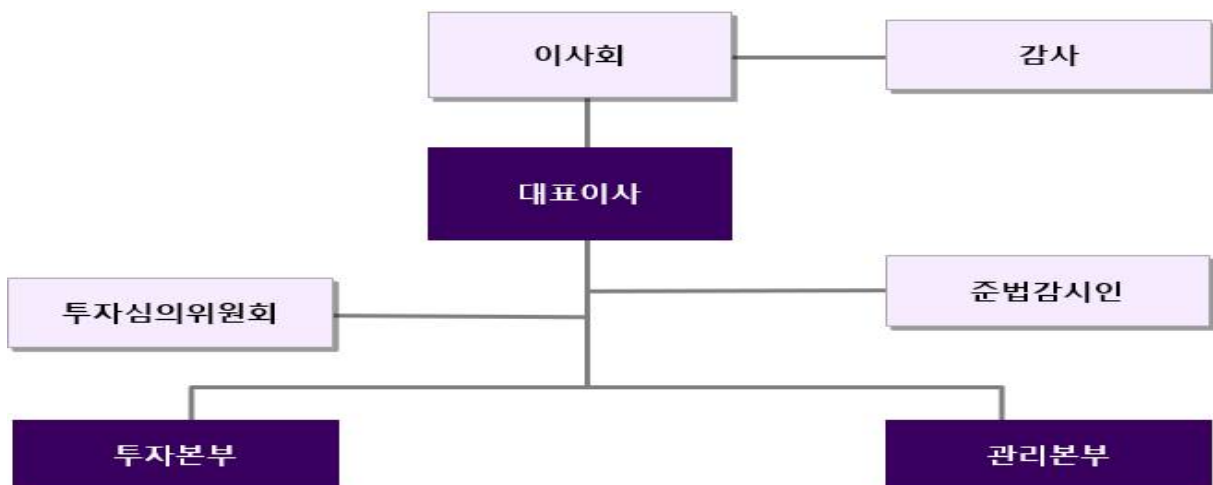 이사회
감사
대표이사
준법감시인
투자심의위원회
투자본부
관리본부